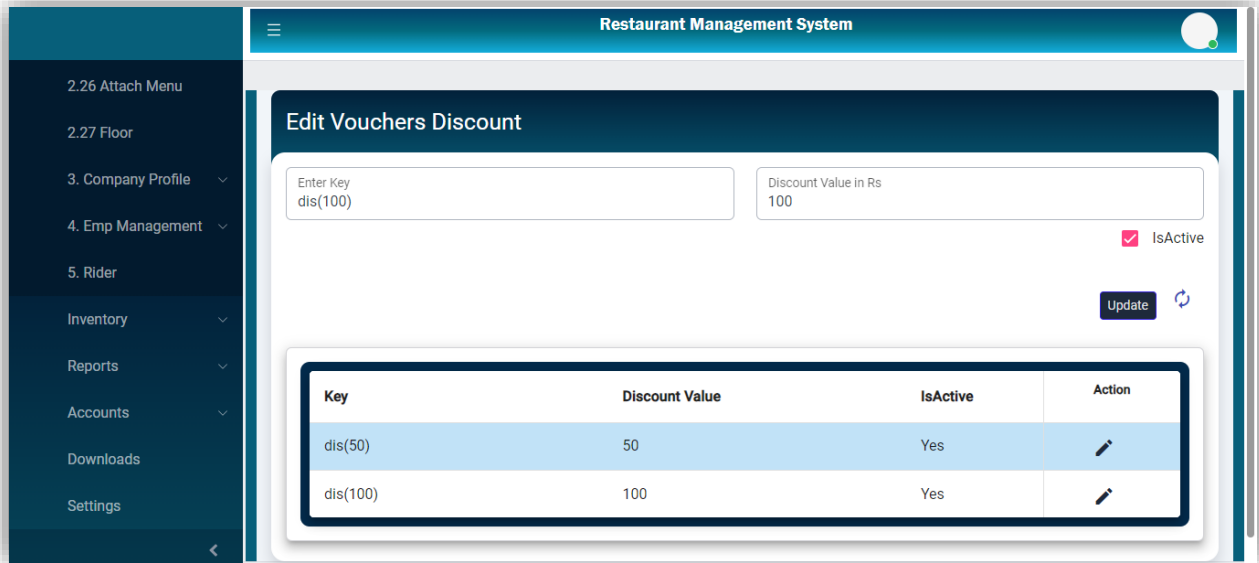 Restaurant Management System
2.26 Attach Menu
2.27 Floor
3. Company Profile
4. Emp Management
5. Rider
Inventory
Reports
Accounts
Downloads
Settings
Edit Vouchers Discount
Enter Key
dis(100)
Discount Value in Rs
100
IsActive
Update
Key Discount Value IsActive Action
dis(50) 50 Yes
dis(100) 100 Yes